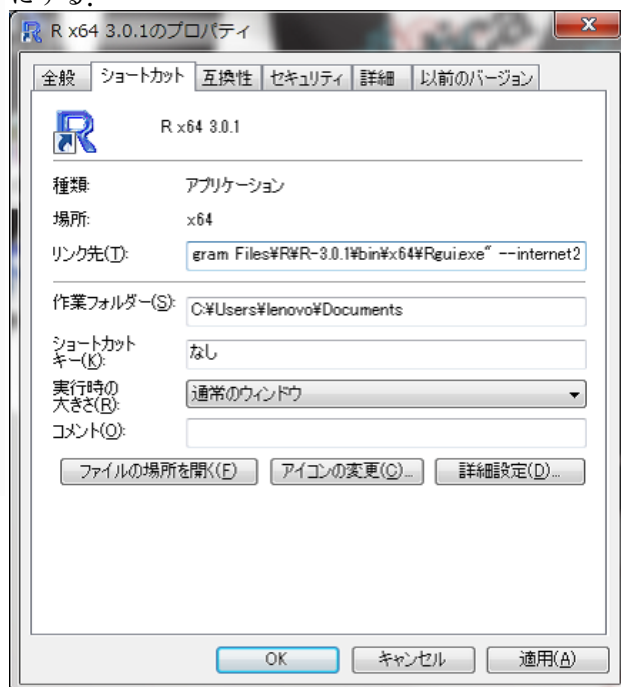 にする．
R x64 3.0.1のプロパティ
全般 ショートカット 互換性 セキュリティ 詳細 以前のバージョン
R x64 3.0.1
種類: アプリケーション
場所: x64
リンク先(T): gram Files¥R¥R-3.0.1¥bin¥x64¥Rgui.exe" --internet2
作業フォルダー(S): C:¥Users¥lenovo¥Documents
ショートカット
キー(K): なし
実行時の
大きさ(R): 通常のウィンドウ
コメント(O):
ファイルの場所を開く(F) アイコンの変更(C)... 詳細設定(D)...
OK キャンセル 適用(A)